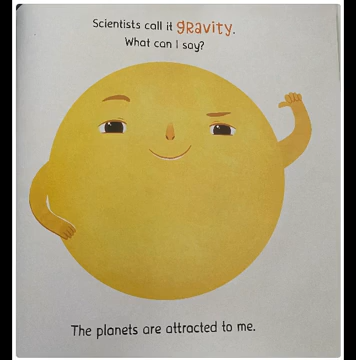 Scientists call it gravity.
What can I say?
The planets are attracted to me.